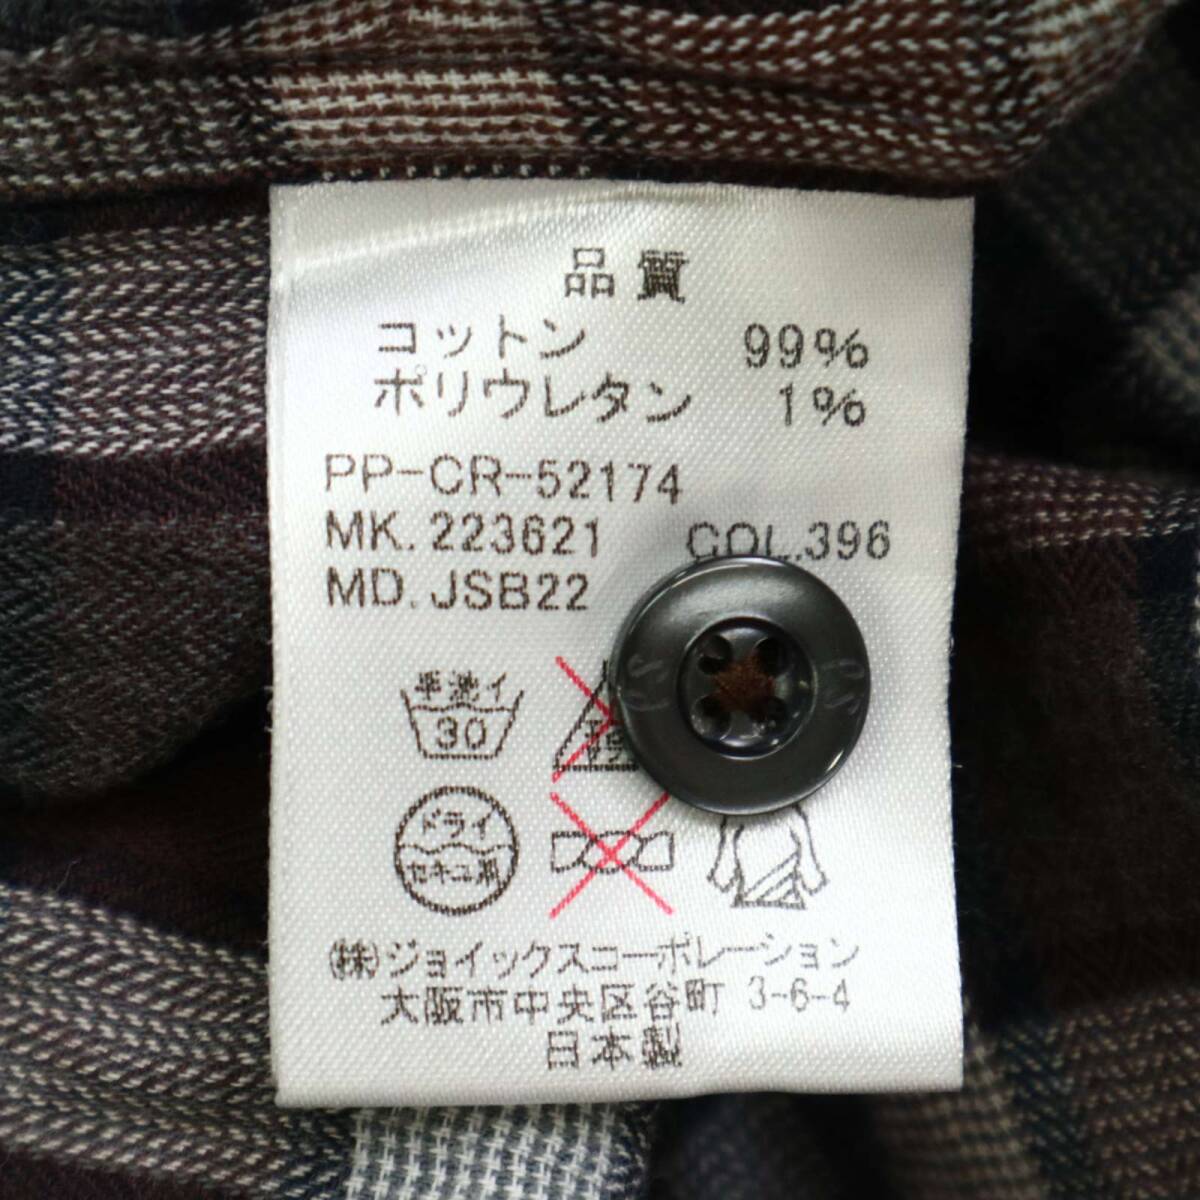 品質
コットン 99%
ポリウレタン 1%
PP-CR-52174
MK. 223621 COL.396
MD. JSB22
手洗イ
30
ドライ
セキユ系
(株)ジョイックスコーポレーション
大阪市中央区谷町 3-6-4
日本製